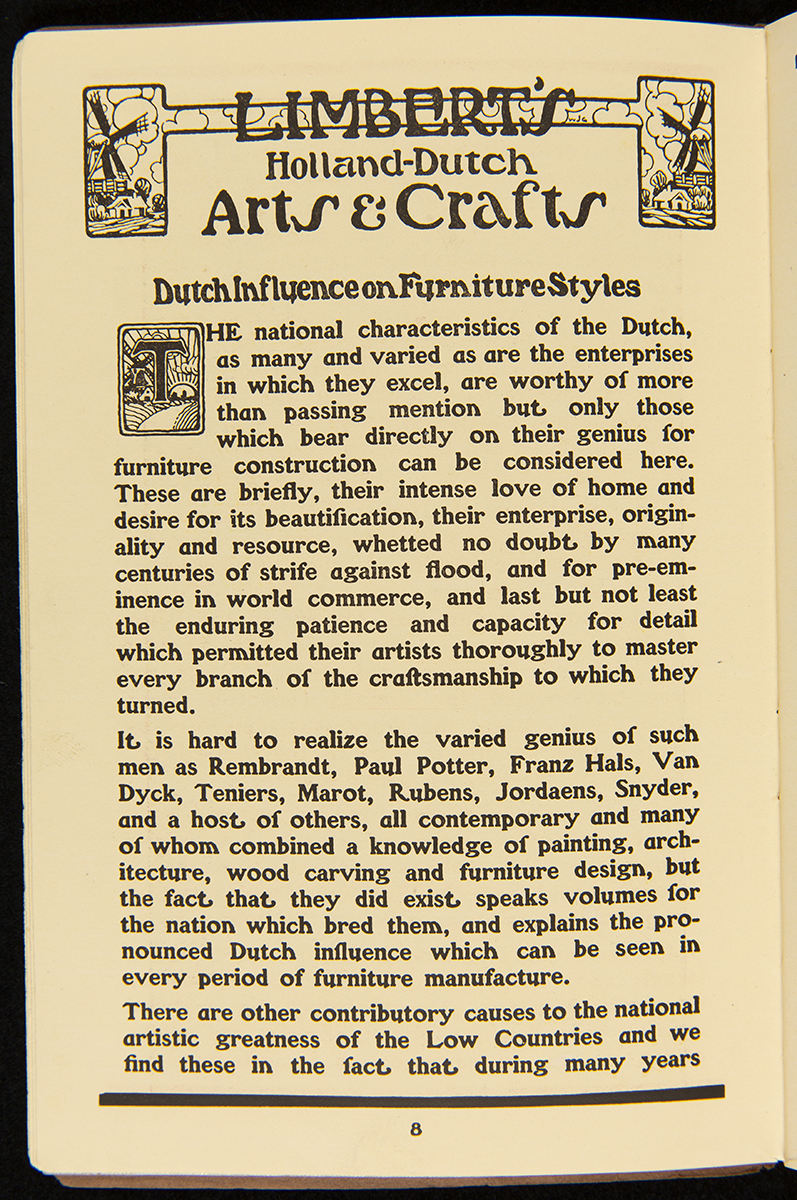 LIMBERT'S
Holland-Dutch
Arts & Crafts
Dutch Influence on Furniture Styles
THE national characteristics of the Dutch,
as many and varied as are the enterprises
in which they excel, are worthy of more
than passing mention but only those
which bear directly on their genius for
furniture construction can be considered here.
These are briefly, their intense love of home and
desire for its beautification, their enterprise, origin-
ality and resource, whetted no doubt by many
centuries of strife against flood, and for pre-em-
inence in world commerce, and last but not least
the enduring patience and capacity for detail
which permitted their artists thoroughly to master
every branch of the craftsmanship to which they
turned.
It is hard to realize the varied genius of such
men as Rembrandt, Paul Potter, Franz Hals, Van
Dyck, Teniers, Marot, Rubens, Jordaens, Snyder,
and a host of others, all contemporary and many
of whom combined a knowledge of painting, arch-
itecture, wood carving and furniture design, but
the fact that they did exist speaks volumes for
the nation which bred them, and explains the pro-
nounced Dutch influence which can be seen in
every period of furniture manufacture.
There are other contributory causes to the national
artistic greatness of the Low Countries and we
find these in the fact that during many years
8